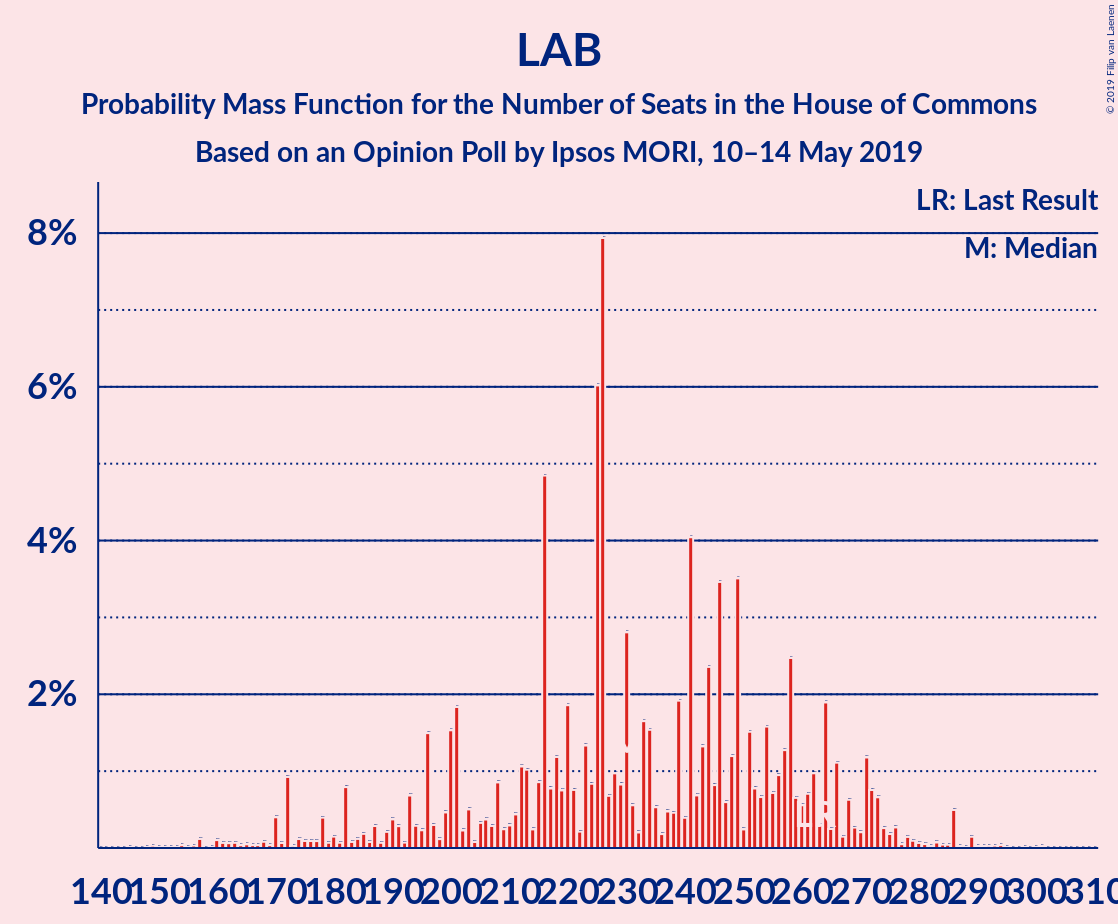 LAB
Probability Mass Function for the Number of Seats in the House of Commons
Based on an Opinion Poll by Ipsos MORI, 10–14 May 2019
© 2019 Filip van Laenen
LR: Last Result
M: Median
8%
6%
4%
2%
140 150 160 170 180 190 200 210 220 230 240 250 260 270 280 290 300 310